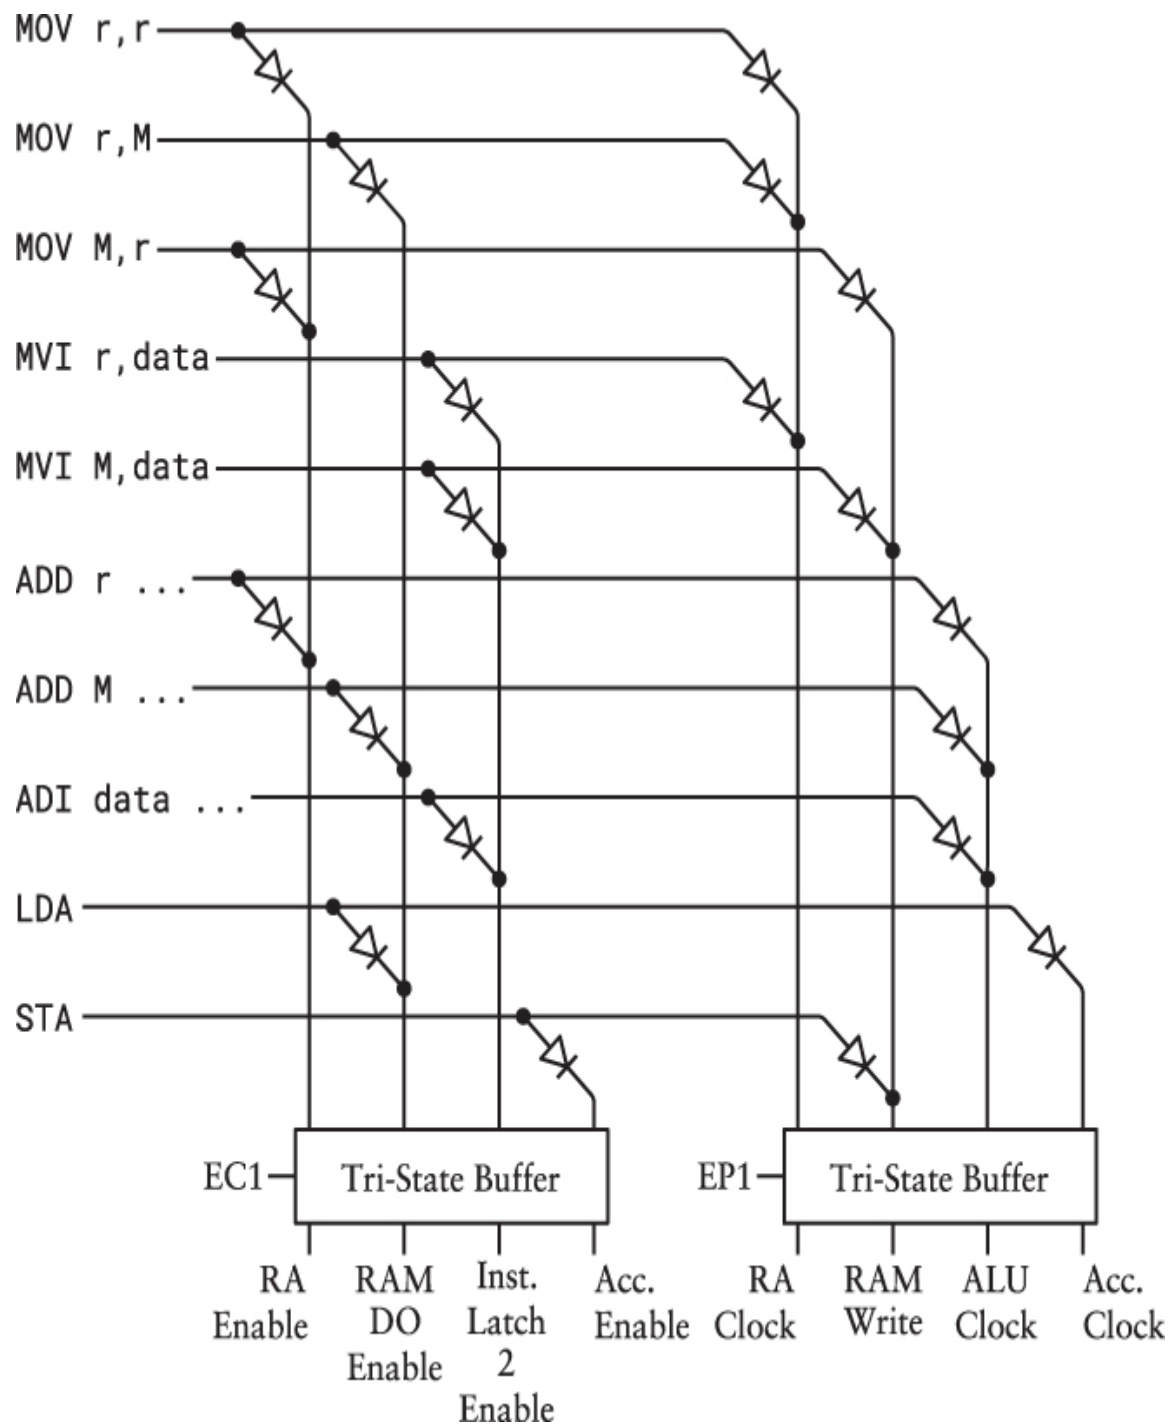 MOV r,r
MOV r,M
MOV M,r
MVI r,data
MVI M,data
ADD r ...
ADD M ...
ADI data ...
LDA
STA
EC1
Tri-State Buffer
EP1
Tri-State Buffer
RA
Enable
RAM
DO
Enable
Inst.
Latch
2
Enable
Acc.
Enable
RA
Clock
RAM
Write
ALU
Clock
Acc.
Clock